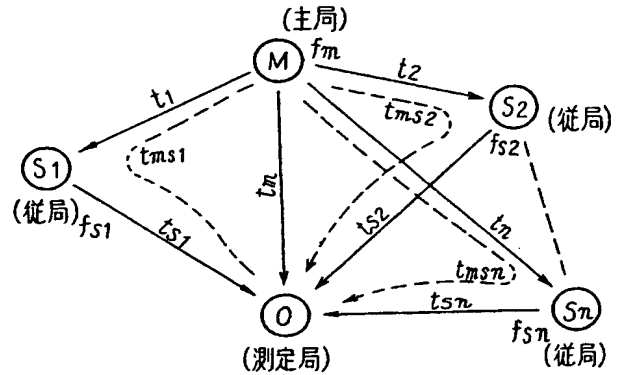 (主局)
M
fm
t1
t2
tms1
tms2
S1
(従局)
fs1
S2
(従局)
fs2
tm
ts1
ts2
tn
tmsn
tsn
O
(測定局)
Sn
fsn
(従局)